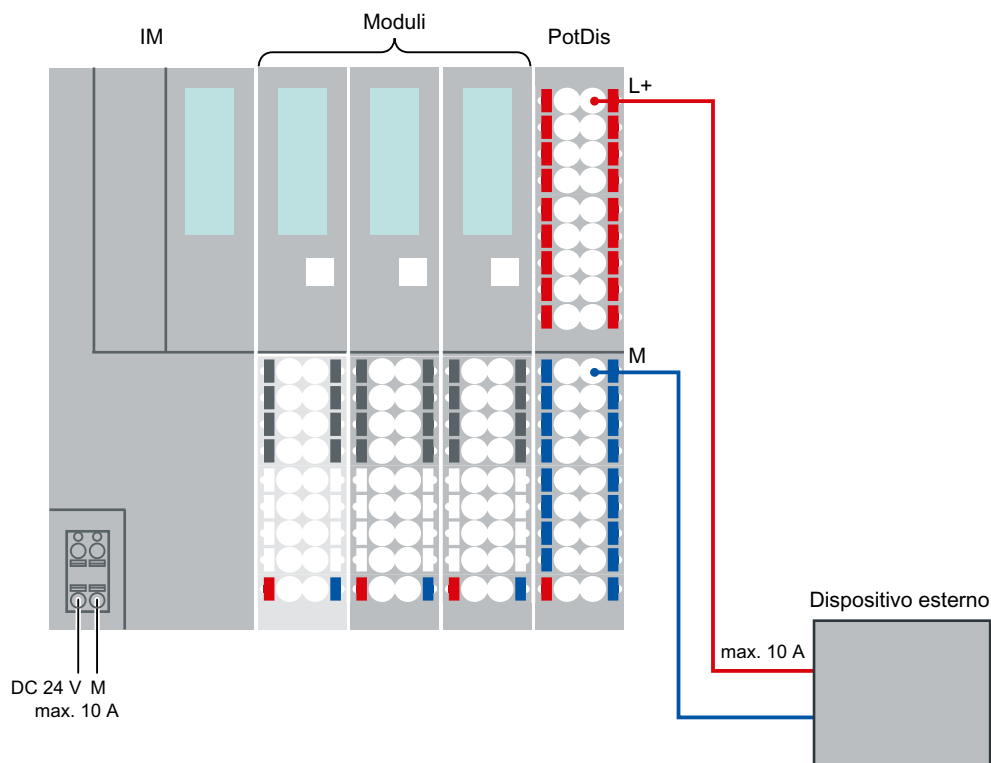 IM
Moduli
PotDis
L+
M
Dispositivo esterno
max. 10 A
DC 24 V M
max. 10 A